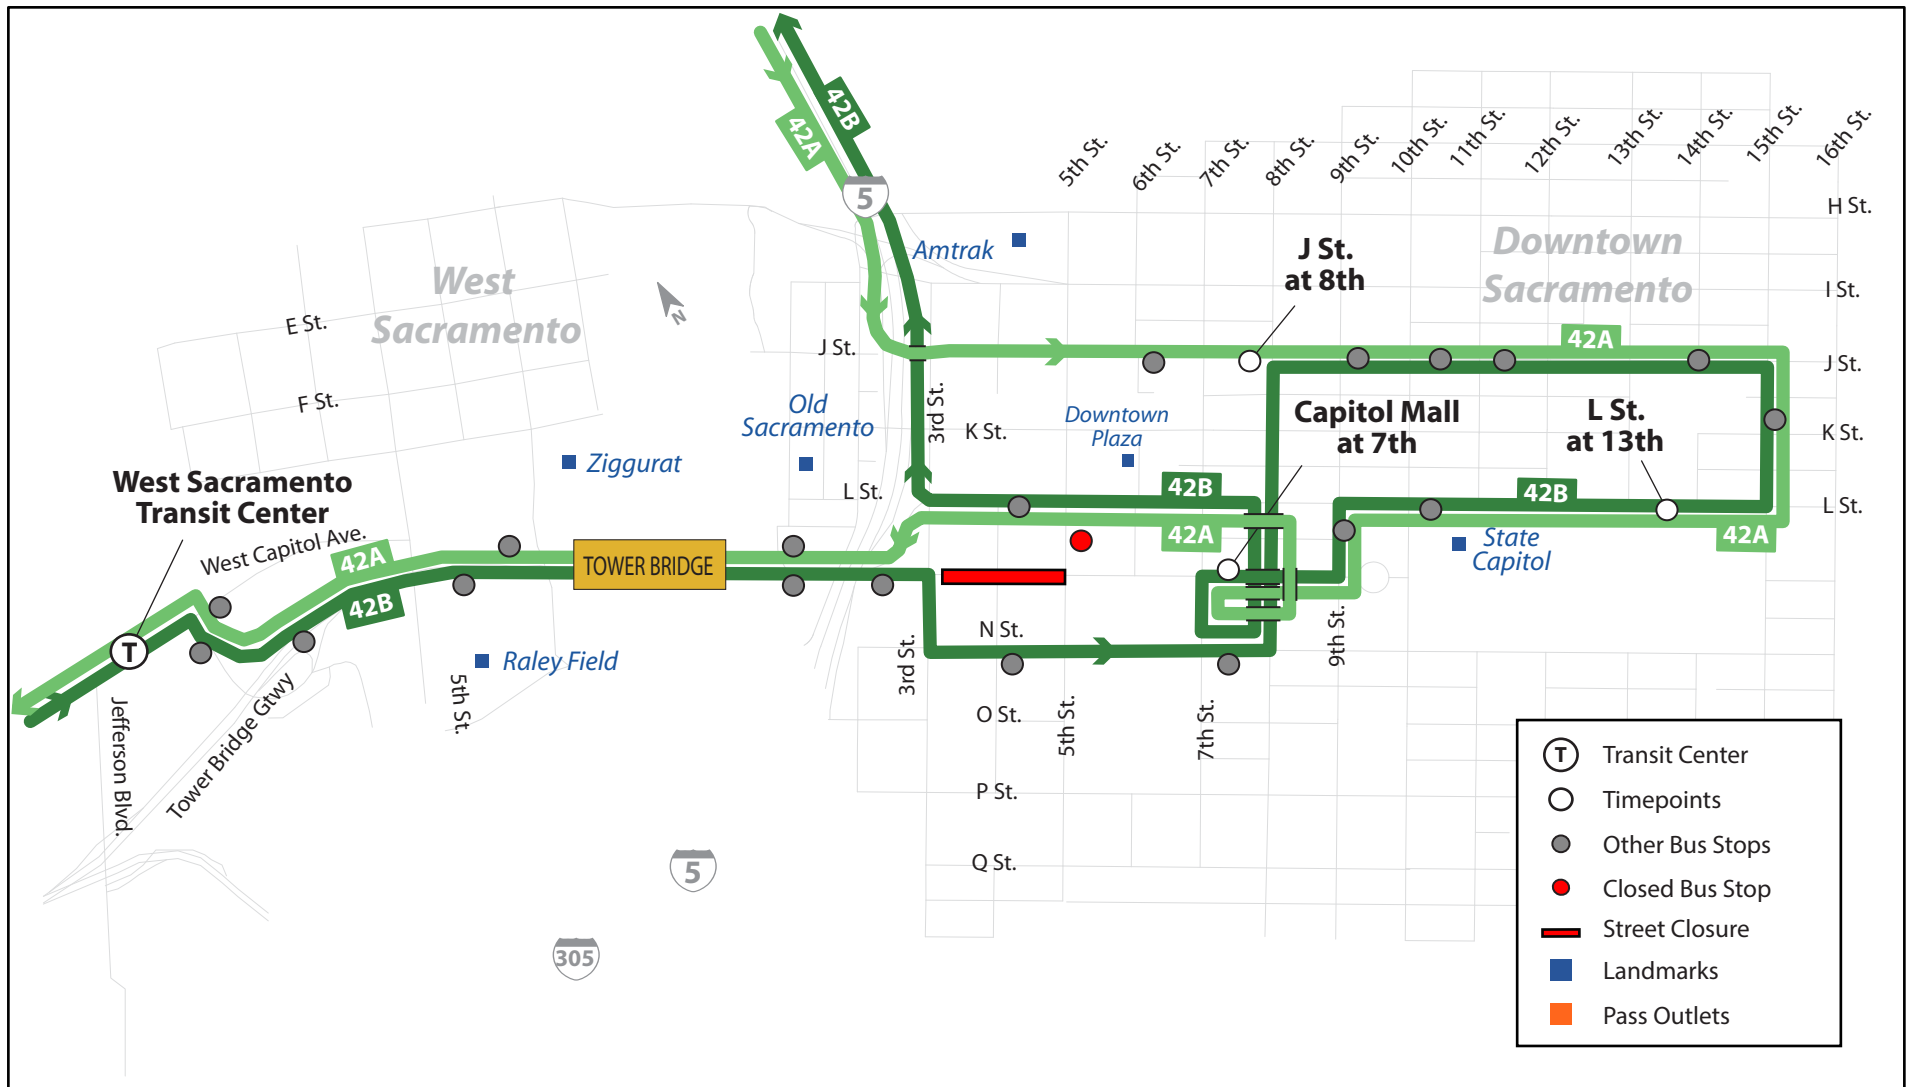 42B
42A
5
5th St.
6th St.
7th St.
8th St.
9th St.
10th St.
11th St.
12th St.
13th St.
14th St.
15th St.
16th St.
H St.
Amtrak
J St.
at 8th
Downtown
Sacramento
I St.
West
Sacramento
N
E St.
F St.
J St.
42A
J St.
Old
Sacramento
3rd St.
K St.
Downtown
Plaza
Capitol Mall
at 7th
L St.
at 13th
K St.
Ziggurat
West Sacramento
Transit Center
L St.
42B
42B
L St.
West Capitol Ave.
42A
42A
42A
State
Capitol
TOWER BRIDGE
42B
T
N St.
9th St.
3rd St.
Raley Field
Jefferson Blvd.
Tower Bridge Gtwy
5th St.
O St.
5th St.
7th St.
P St.
Q St.
5
305
T
Transit Center
Timepoints
Other Bus Stops
Closed Bus Stop
Street Closure
Landmarks
Pass Outlets